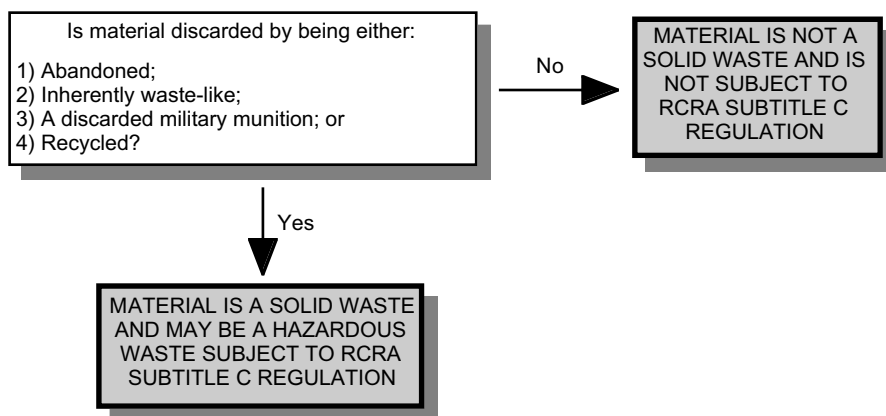 Is material discarded by being either:
1) Abandoned;
2) Inherently waste-like;
3) A discarded military munition; or
4) Recycled?
No
MATERIAL IS NOT A
SOLID WASTE AND IS
NOT SUBJECT TO
RCRA SUBTITLE C
REGULATION
Yes
MATERIAL IS A SOLID WASTE
AND MAY BE A HAZARDOUS
WASTE SUBJECT TO RCRA
SUBTITLE C REGULATION